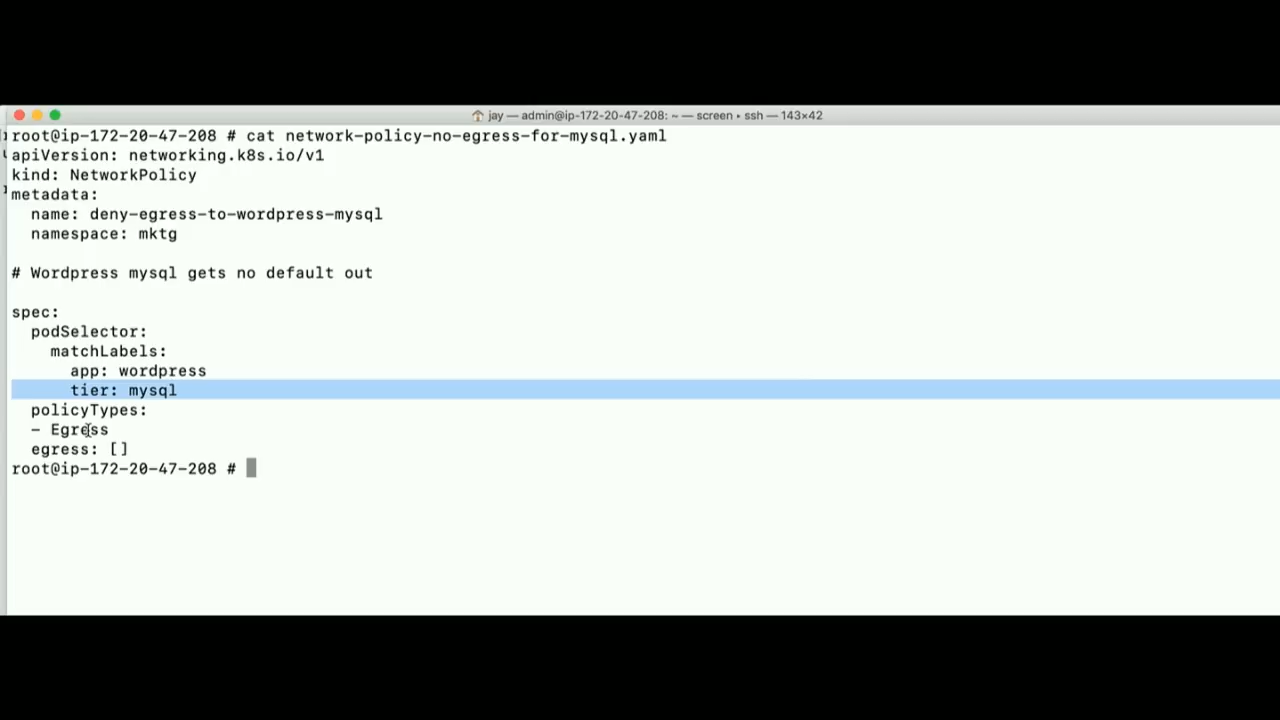 jay — admin@ip-172-20-47-208: ~ — screen ▸ ssh — 143×42
root@ip-172-20-47-208 # cat network-policy-no-egress-for-mysql.yaml
apiVersion: networking.k8s.io/v1
kind: NetworkPolicy
metadata:
  name: deny-egress-to-wordpress-mysql
  namespace: mktg

# Wordpress mysql gets no default out

spec:
  podSelector:
    matchLabels:
      app: wordpress
      tier: mysql
  policyTypes:
  - Egress
  egress: []
root@ip-172-20-47-208 #